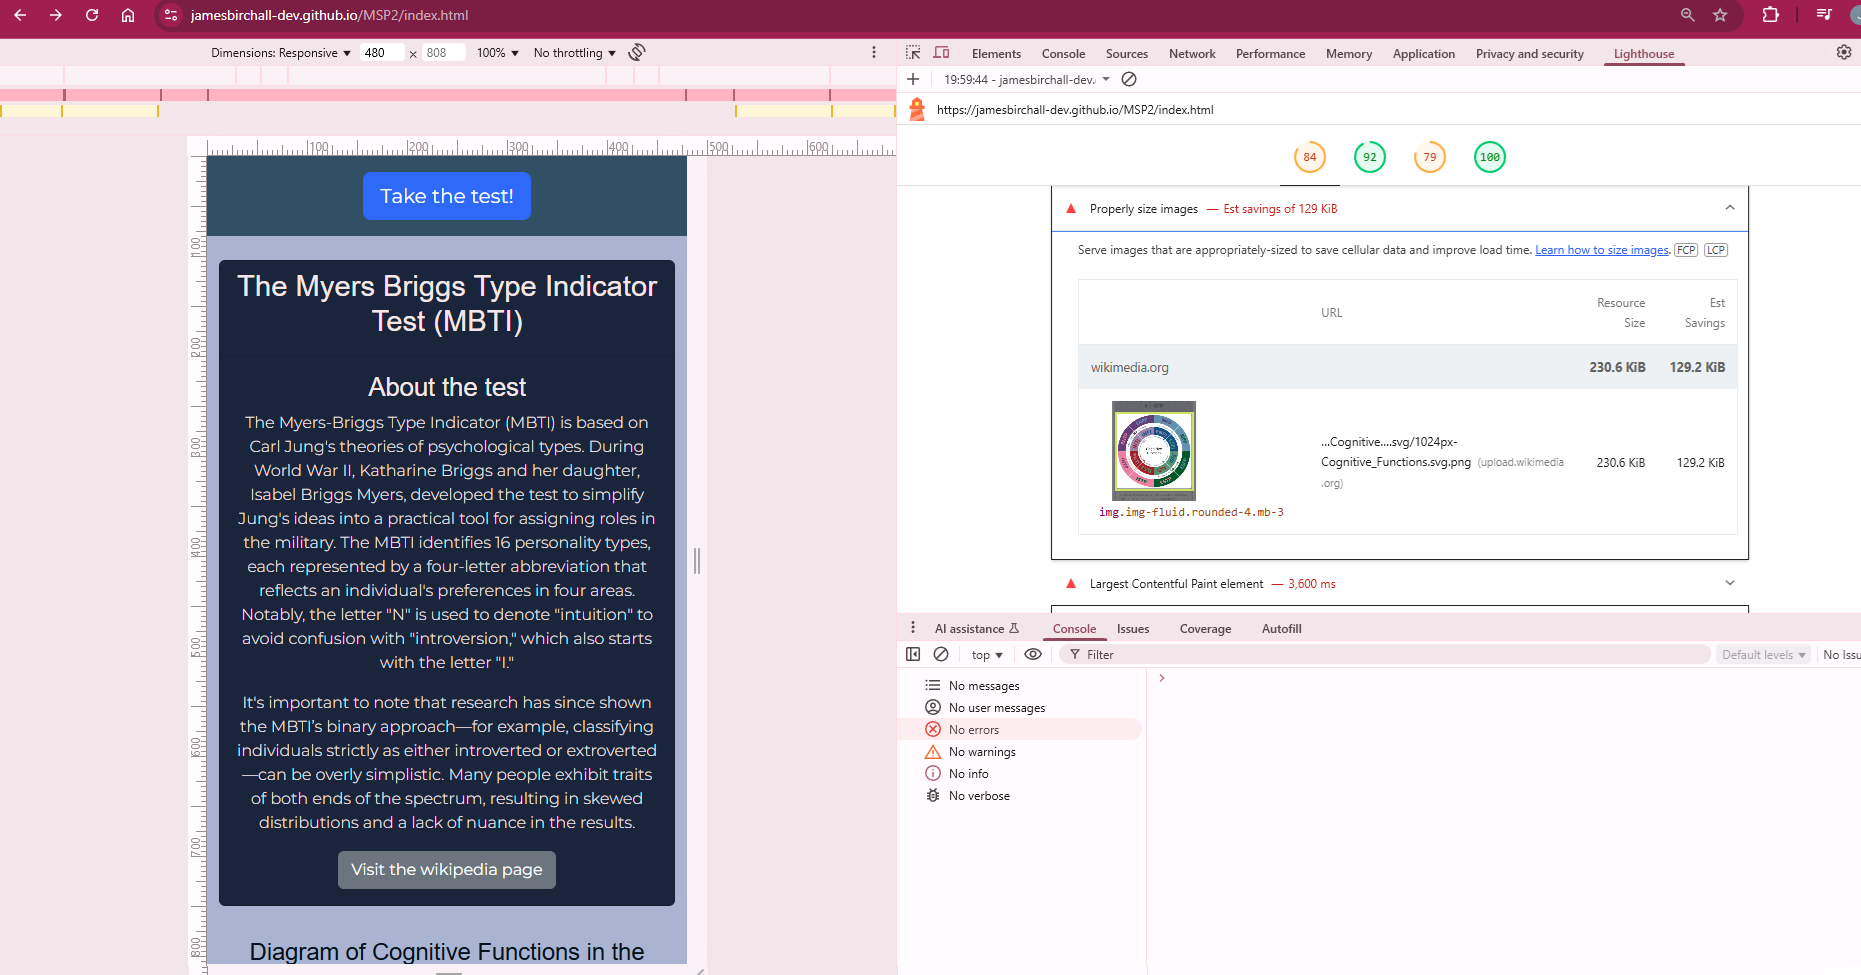 jamesbirchall-dev.github.io/MSP2/index.html
Dimensions: Responsive ▼ 480 × 808 100% ▼ No throttling ▼
Elements Console Sources Network Performance Memory Application Privacy and security Lighthouse
19:59:44 - jamesbirchall-dev.
https://jamesbirchall-dev.github.io/MSP2/index.html
84 92 79 100
100 200 300 400 500 600
100
200
300
400
500
600
700
800
Take the test!
The Myers Briggs Type Indicator
Test (MBTI)
About the test
The Myers-Briggs Type Indicator (MBTI) is based on
Carl Jung's theories of psychological types. During
World War II, Katharine Briggs and her daughter,
Isabel Briggs Myers, developed the test to simplify
Jung's ideas into a practical tool for assigning roles in
the military. The MBTI identifies 16 personality types,
each represented by a four-letter abbreviation that
reflects an individual's preferences in four areas.
Notably, the letter "N" is used to denote "intuition" to
avoid confusion with "introversion," which also starts
with the letter "I."
It's important to note that research has since shown
the MBTI’s binary approach—for example, classifying
individuals strictly as either introverted or extroverted
—can be overly simplistic. Many people exhibit traits
of both ends of the spectrum, resulting in skewed
distributions and a lack of nuance in the results.
Visit the wikipedia page
Diagram of Cognitive Functions in the
Properly size images — Est savings of 129 KiB
Serve images that are appropriately-sized to save cellular data and improve load time. Learn how to size images. FCP LCP
URL Resource Size Est Savings
wikimedia.org 230.6 KiB 129.2 KiB
...Cognitive....svg/1024px-
Cognitive_Functions.svg.png (upload.wikimedia
.org) 230.6 KiB 129.2 KiB
img.img-fluid.rounded-4.mb-3
Largest Contentful Paint element — 3,600 ms
AI assistance Console Issues Coverage Autofill
top ▼ Filter Default levels ▼ No Issu
No messages
No user messages
No errors
No warnings
No info
No verbose